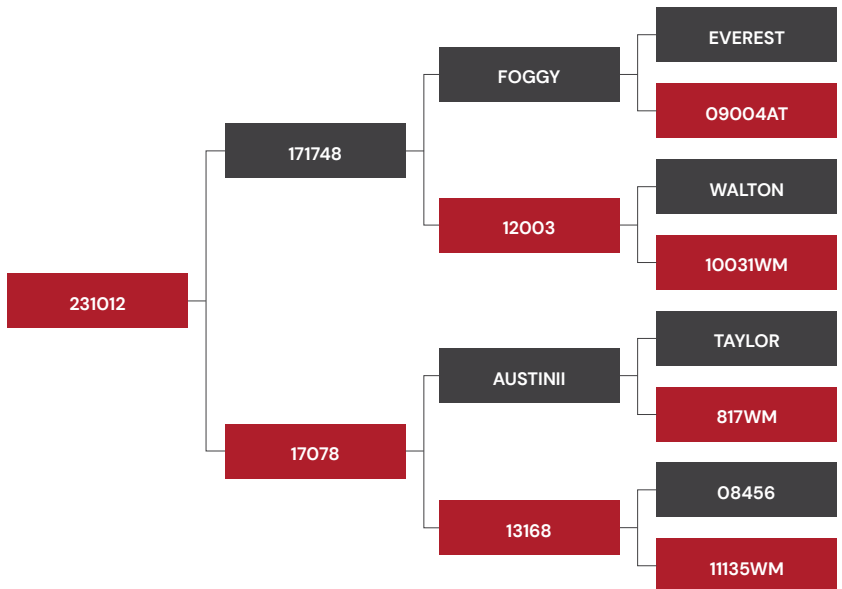 EVEREST
FOGGY
09004AT
171748
WALTON
12003
10031WM
231012
TAYLOR
AUSTINII
817WM
17078
08456
13168
11135WM